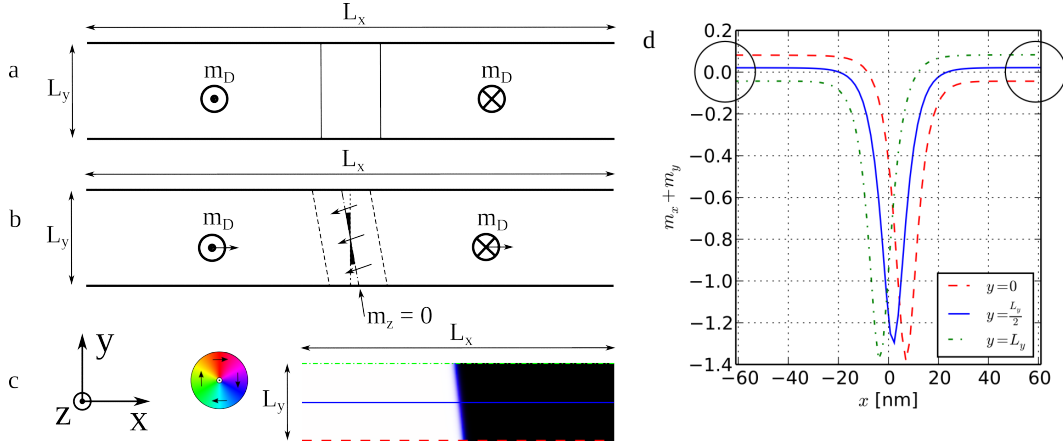 L_x
a
L_y
m_D
m_D
L_x
b
L_y
m_D
m_D
m_z = 0
L_x
c
y
z
x
L_y
d
0.2
0.0
−0.2
−0.4
−0.6
−0.8
−1.0
−1.2
−1.4
m_x + m_y
y=0
y=L_y/2
y=L_y
−60 −40 −20 0 20 40 60
x [nm]